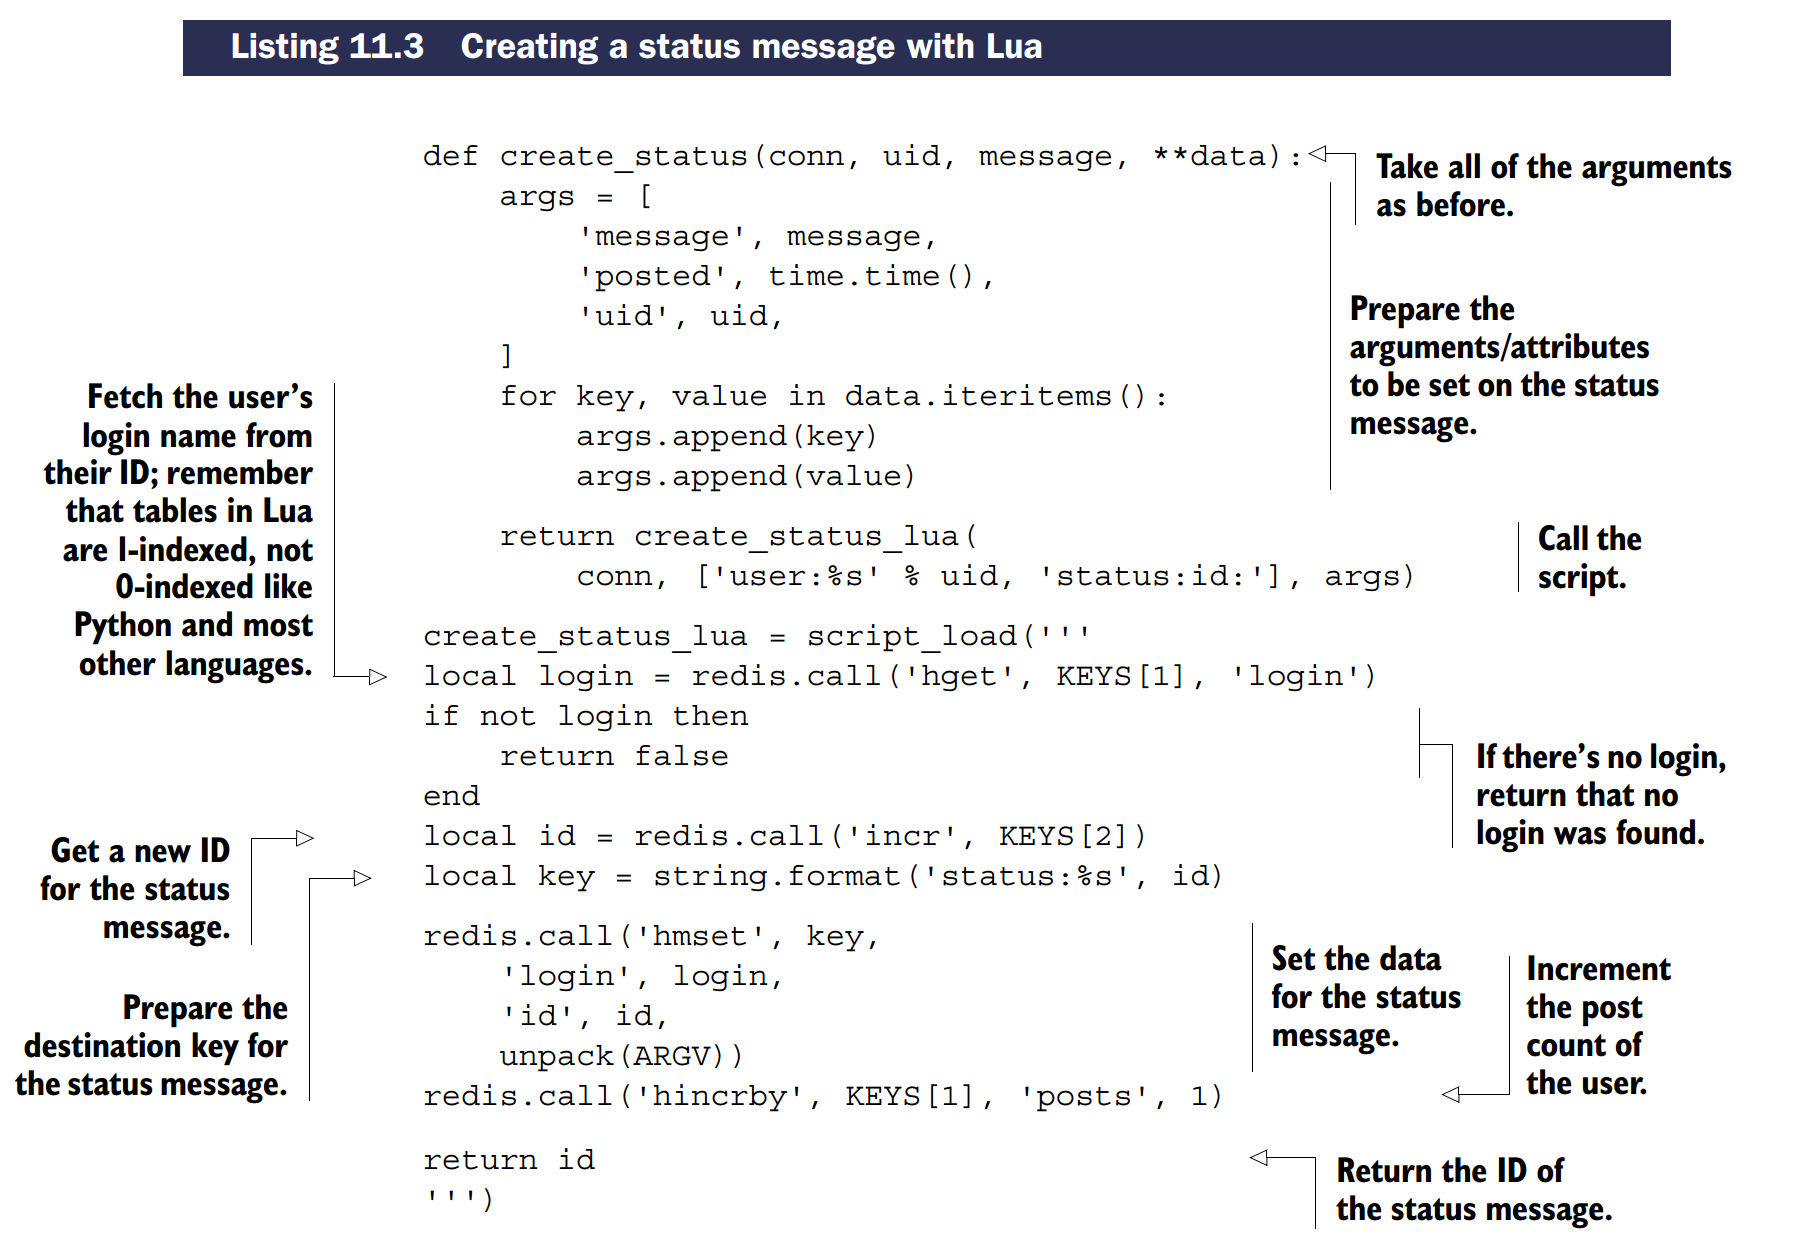 Listing 11.3 Creating a status message with Lua
def create_status(conn, uid, message, **data):
Take all of the arguments
as before.
    args = [
        'message', message,
        'posted', time.time(),
        'uid', uid,
    ]
    for key, value in data.iteritems():
        args.append(key)
        args.append(value)
Prepare the
arguments/attributes
to be set on the status
message.
    return create_status_lua(
        conn, ['user:%s' % uid, 'status:id:'], args)
Call the
script.
Fetch the user's
login name from
their ID; remember
that tables in Lua
are 1-indexed, not
0-indexed like
Python and most
other languages.
create_status_lua = script_load('''
local login = redis.call('hget', KEYS[1], 'login')
if not login then
    return false
end
If there's no login,
return that no
login was found.
Get a new ID
for the status
message.
local id = redis.call('incr', KEYS[2])
local key = string.format('status:%s', id)
Prepare the
destination key for
the status message.
redis.call('hmset', key,
    'login', login,
    'id', id,
    unpack(ARGV))
Set the data
for the status
message.
redis.call('hincrby', KEYS[1], 'posts', 1)
Increment
the post
count of
the user.
return id
''')
Return the ID of
the status message.